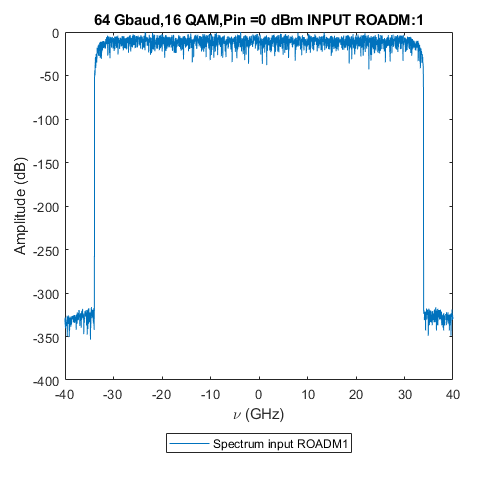 64 Gbaud,16 QAM,Pin =0 dBm INPUT ROADM:1
Amplitude (dB)
0
-50
-100
-150
-200
-250
-300
-350
-400
-40 -30 -20 -10 0 10 20 30 40
ν (GHz)
Spectrum input ROADM1